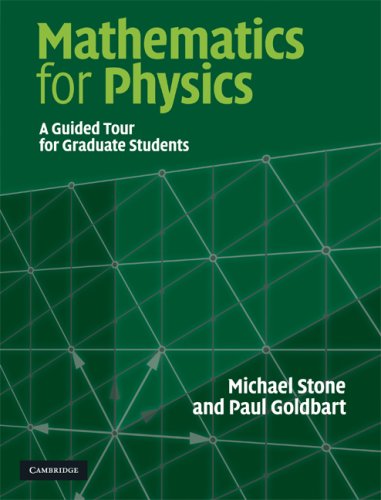 Mathematics
for Physics
A Guided Tour
for Graduate Students
Michael Stone
and Paul Goldbart
CAMBRIDGE